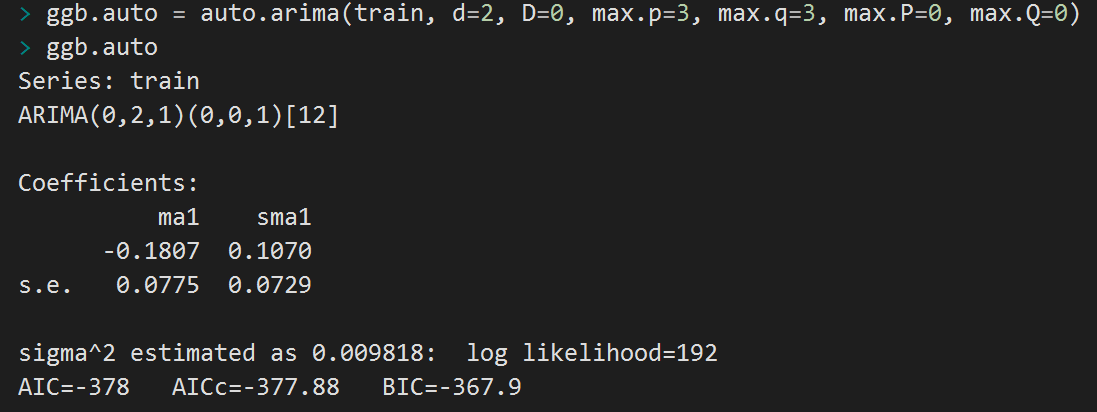 > ggb.auto = auto.arima(train, d=2, D=0, max.p=3, max.q=3, max.P=0, max.Q=0)
> ggb.auto
Series: train
ARIMA(0,2,1)(0,0,1)[12]

Coefficients:
          ma1    sma1
      -0.1807  0.1070
s.e.   0.0775  0.0729

sigma^2 estimated as 0.009818:  log likelihood=192
AIC=-378   AICc=-377.88   BIC=-367.9